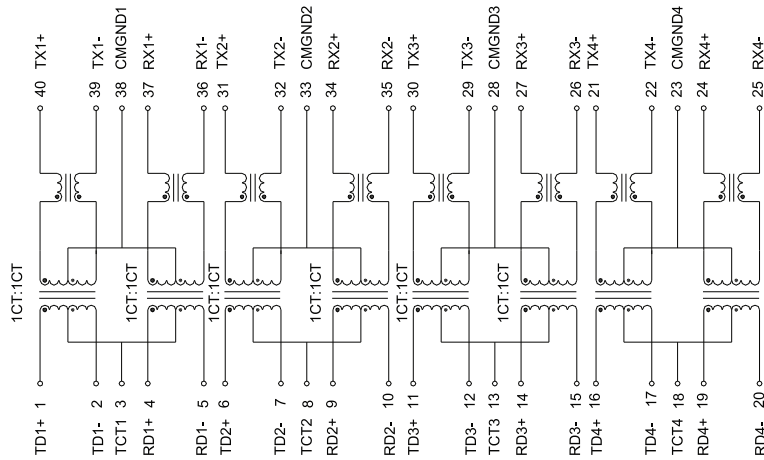 40 TX1+
39 TX1-
38 CMGND1
37 RX1+
36 RX1-
31 TX2+
32 TX2-
33 CMGND2
34 RX2+
35 RX2-
30 TX3+
29 TX3-
28 CMGND3
27 RX3+
26 RX3-
21 TX4+
22 TX4-
23 CMGND4
24 RX4+
25 RX4-
1CT:1CT
1CT:1CT
1CT:1CT
1CT:1CT
1CT:1CT
1CT:1CT
TD1+ 1
TD1- 2
TCT1 3
RD1+ 4
RD1- 5
TD2+ 6
TD2- 7
TCT2 8
RD2+ 9
RD2- 10
TD3+ 11
TD3- 12
TCT3 13
RD3+ 14
RD3- 15
TD4+ 16
TD4- 17
TCT4 18
RD4+ 19
RD4- 20